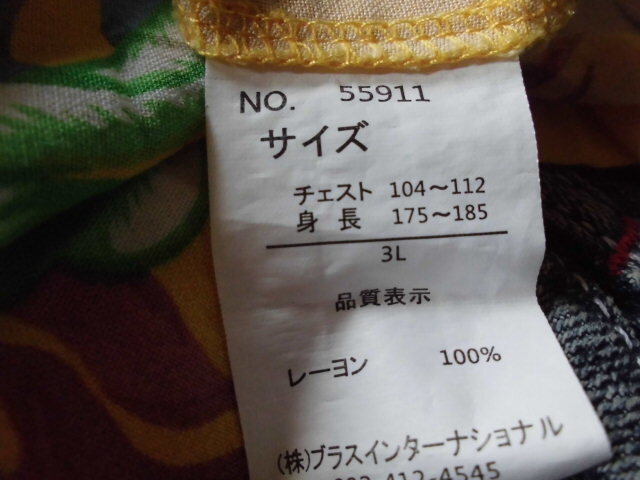 NO. 55911
サイズ
チェスト 104～112
身長 175～185
3L
品質表示
レーヨン 100%
(株)ブラスインターナショナル
412-4545